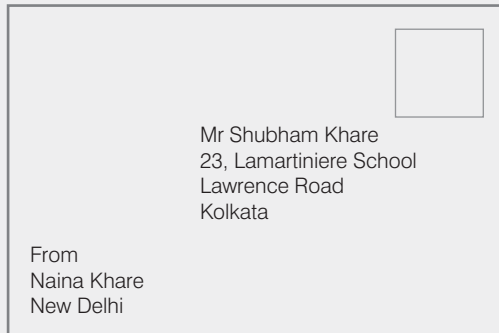 Mr Shubham Khare
23, Lamartiniere School
Lawrence Road
Kolkata
From
Naina Khare
New Delhi